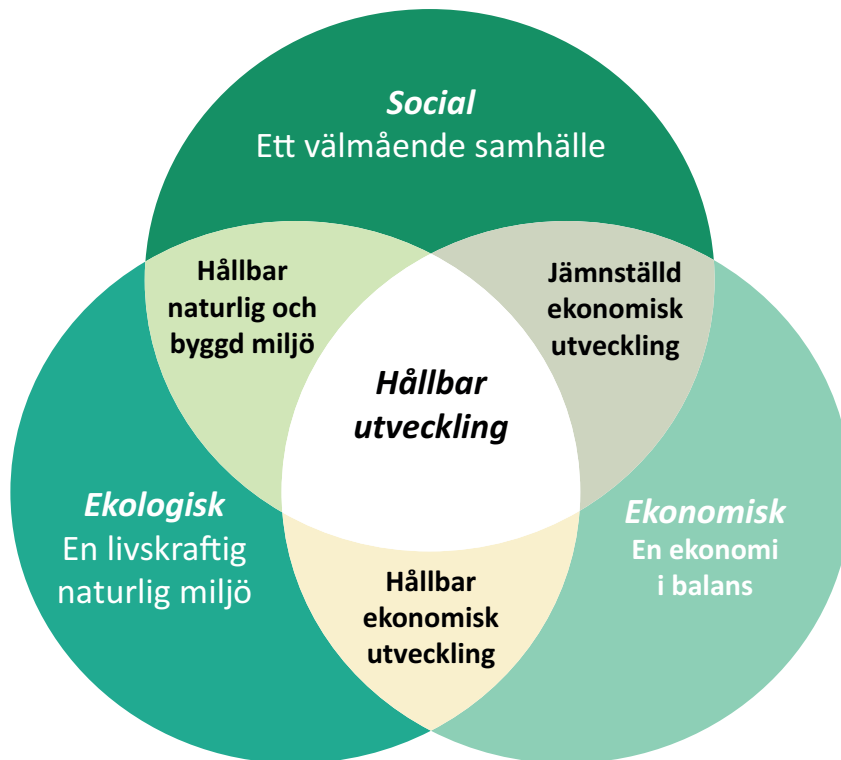 Social
Ett välmående samhälle
Hållbar
naturlig och
byggd miljö
Jämnställd
ekonomisk
utveckling
Hållbar
utveckling
Ekologisk
En livskraftig
naturlig miljö
Ekonomisk
En ekonomi
i balans
Hållbar
ekonomisk
utveckling